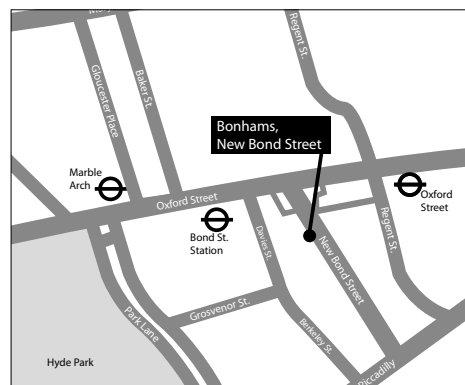 Regent St.
Gloucester Place
Baker St.
Bonhams,
New Bond Street
Marble
Arch
Oxford Street
Oxford
Street
Bond St.
Station
Davies St.
New Bond Street
Regent St.
Grosvenor St.
Park Lane
Berkeley St.
Piccadilly
Hyde Park